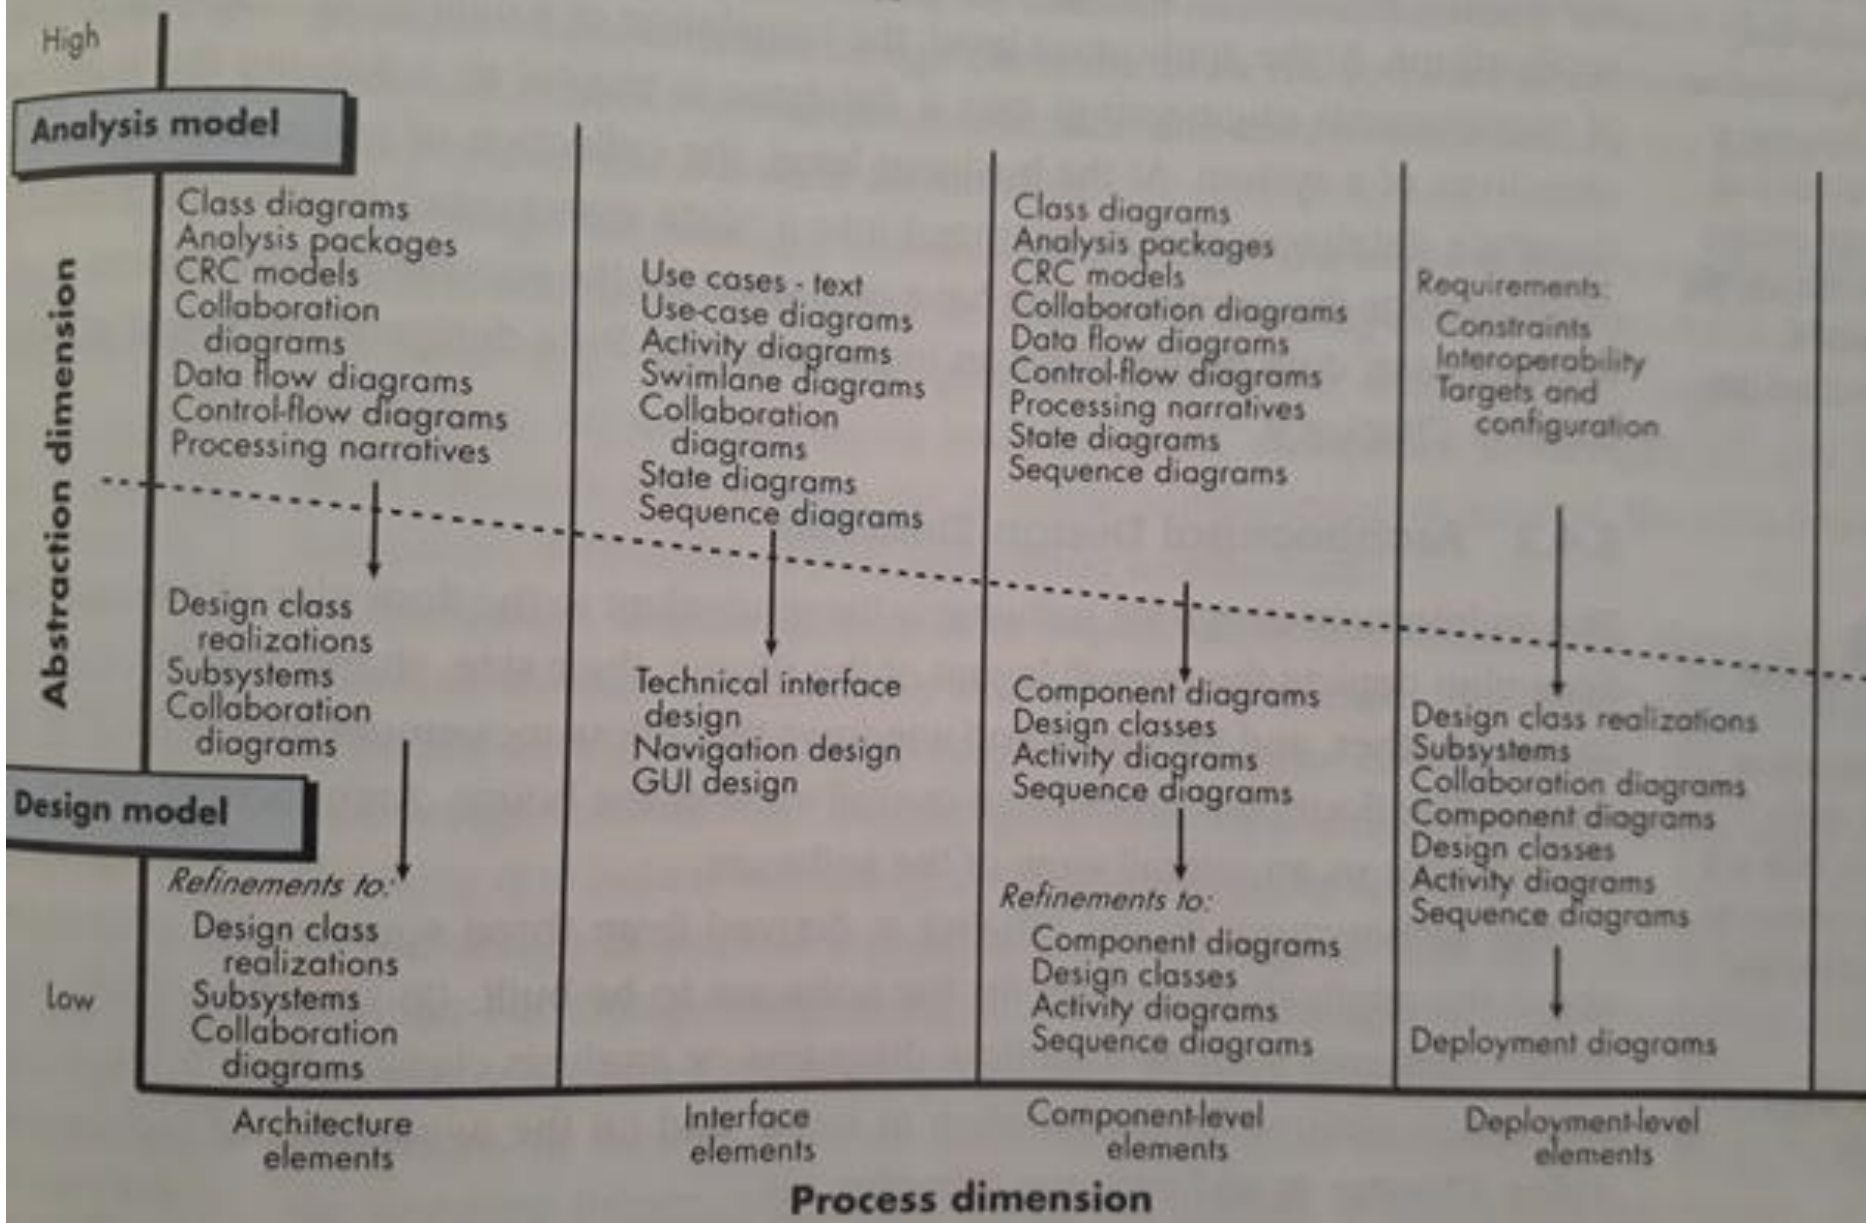 High
Analysis model
Abstraction dimension
Class diagrams
Analysis packages
CRC models
Collaboration
diagrams
Data flow diagrams
Control-flow diagrams
Processing narratives
Design class
realizations
Subsystems
Collaboration
diagrams
Design model
Refinements to:
Design class
realizations
Subsystems
Collaboration
diagrams
Low
Architecture
elements
Use cases - text
Use-case diagrams
Activity diagrams
Swimlane diagrams
Collaboration
diagrams
State diagrams
Sequence diagrams
Technical interface
design
Navigation design
GUI design
Interface
elements
Class diagrams
Analysis packages
CRC models
Collaboration diagrams
Data flow diagrams
Control-flow diagrams
Processing narratives
State diagrams
Sequence diagrams
Component diagrams
Design classes
Activity diagrams
Sequence diagrams
Refinements to:
Component diagrams
Design classes
Activity diagrams
Sequence diagrams
Component-level
elements
Requirements:
Constraints
Interoperability
Targets and
configuration
Design class realizations
Subsystems
Collaboration diagrams
Component diagrams
Design classes
Activity diagrams
Sequence diagrams
Deployment diagrams
Deployment-level
elements
Process dimension